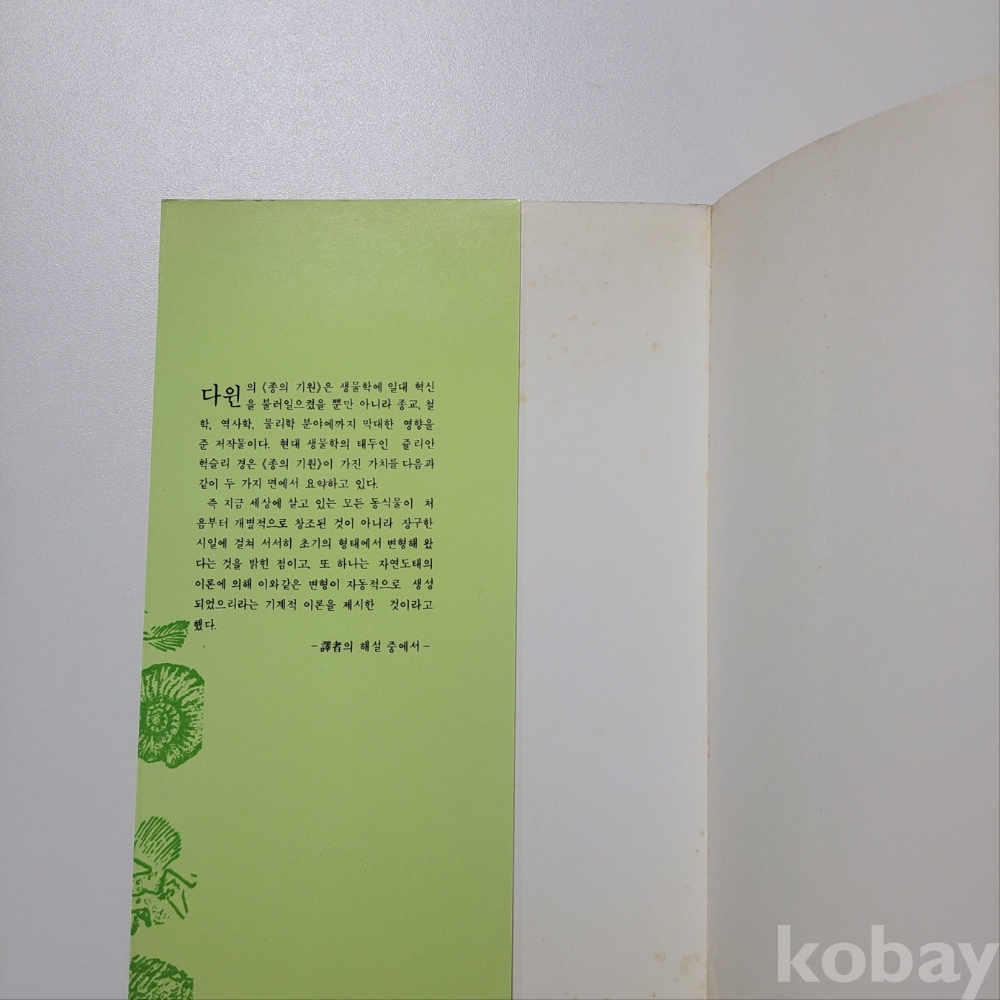 다윈의 《종의 기원》은 생물학에 일대 혁신
을 불러일으켰을 뿐만 아니라 종교, 철
학, 역사학, 물리학 분야에까지 막대한 영향을
준 저작물이다. 현대 생물학의 태두인 쥴리안
헉슬리 경은 《종의 기원》이 가진 가치를 다음과
같이 두 가지 면에서 요약하고 있다.
즉 지금 세상에 살고 있는 모든 동식물이 처
음부터 개별적으로 창조된 것이 아니라 장구한
시일에 걸쳐 서서히 초기의 형태에서 변형해 왔
다는 것을 밝힌 점이고, 또 하나는 자연도태의
이론에 의해 이와같은 변형이 자동적으로 생성
되었으리라는 기계적 이론을 제시한 것이라고
했다.
-譯者의 해설 중에서-
kobay